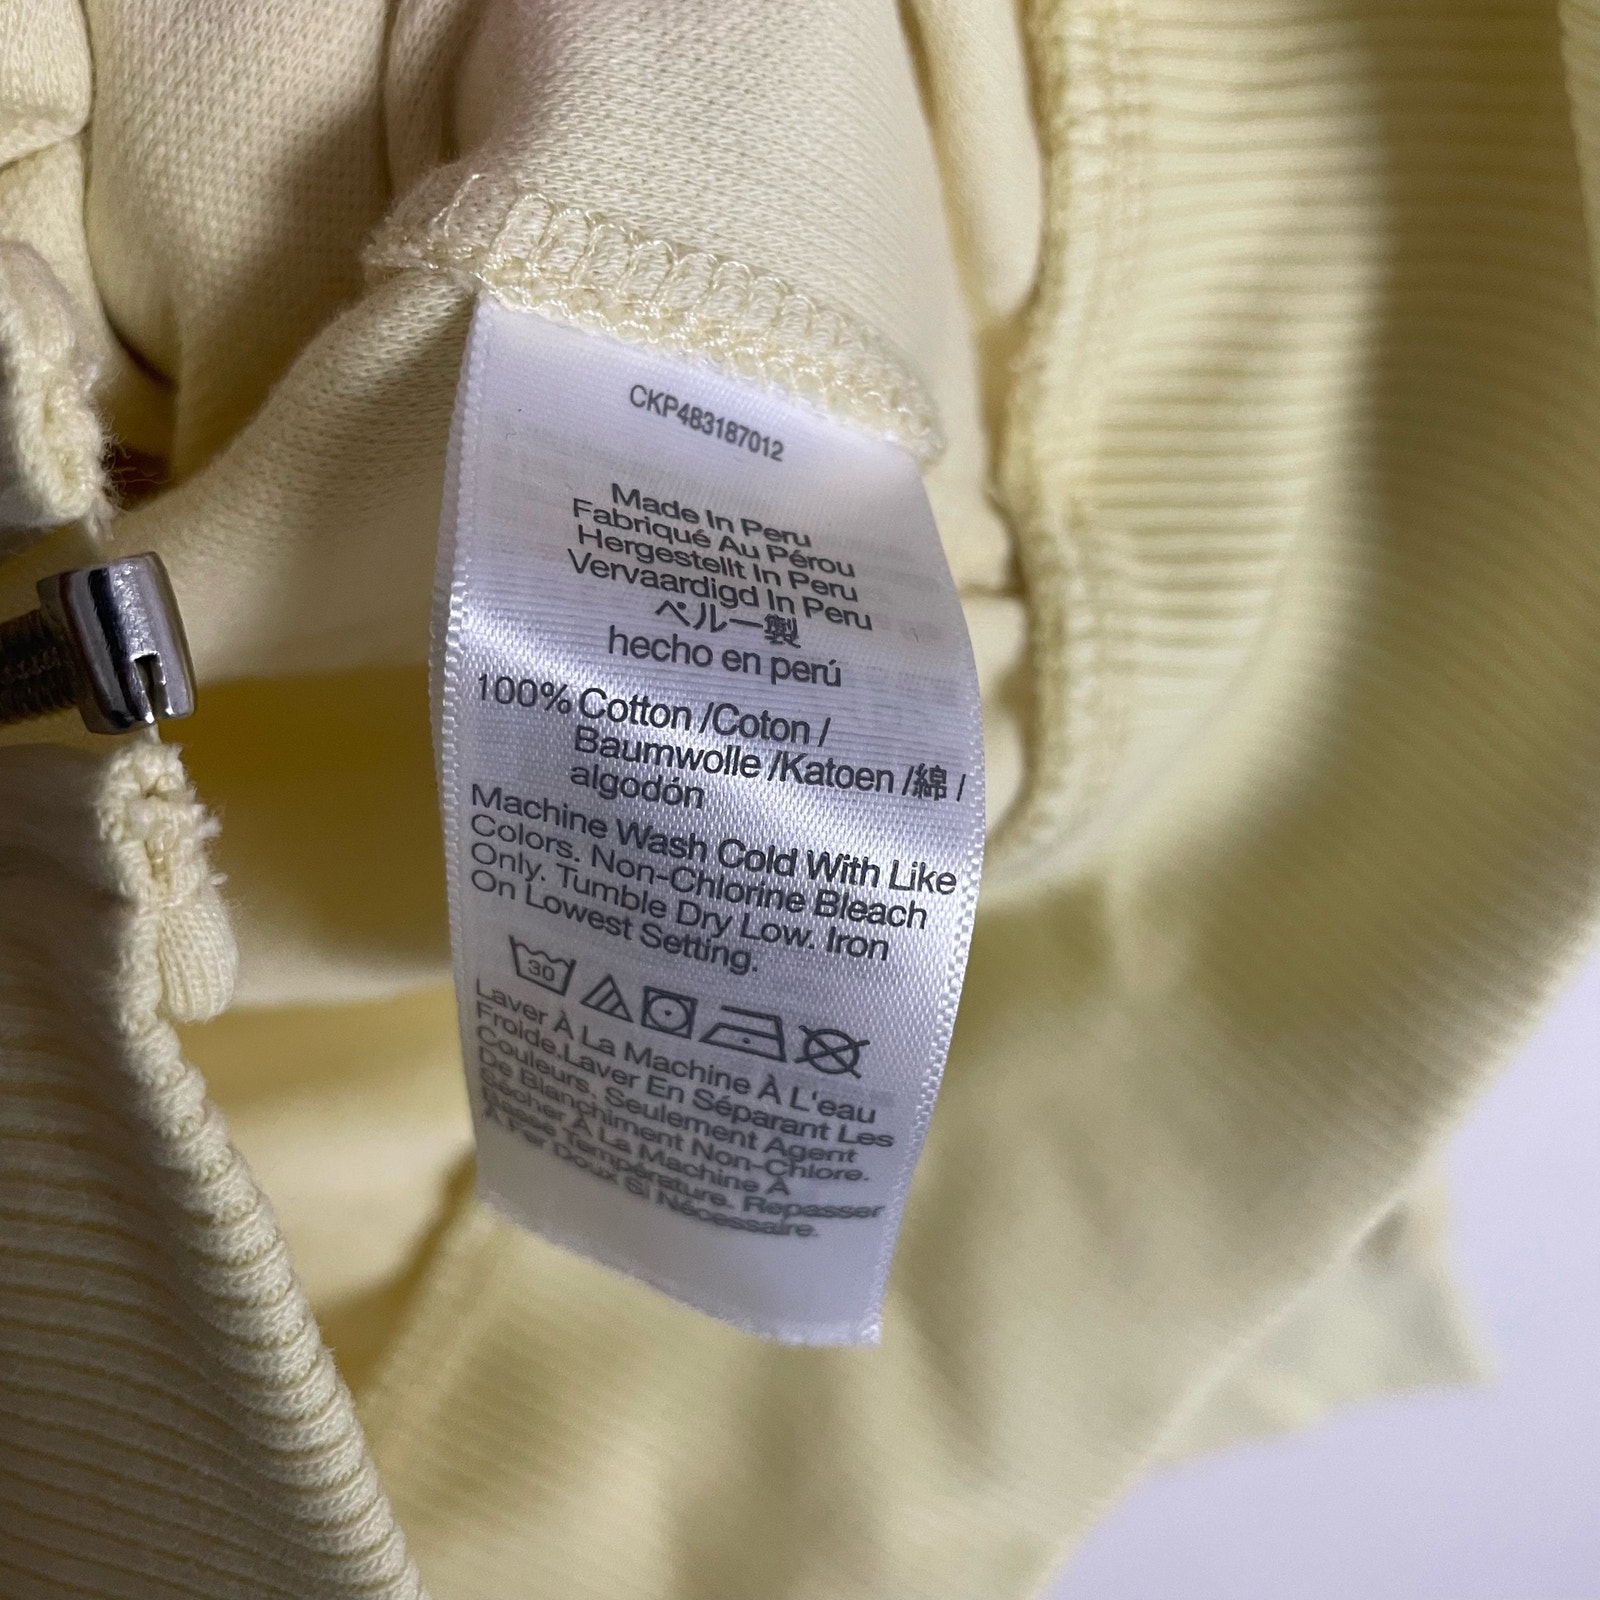 CKP483187012
Made In Peru
Fabriqué Au Pérou
Hergestellt In Peru
Vervaardigd In Peru
ペルー製
hecho en perú
100% Cotton /Coton /
Baumwolle /Katoen /綿 /
algodón
Machine Wash Cold With Like
Colors. Non-Chlorine Bleach
Only. Tumble Dry Low. Iron
On Lowest Setting.
30
Laver À La Machine À L'eau
Froide.Laver En Séparant Les
Couleurs. Seulement Agent
De Blanchiment Non-Chlore.
Sécher À La Machine À
Basse Température. Repasser
À Fer Doux Si Nécessaire.